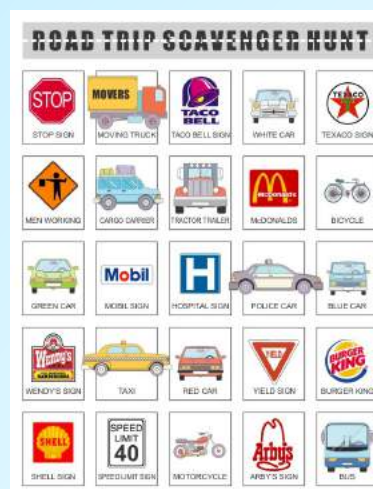 ROAD TRIP SCAVENGER HUNT
STOP
MOVERS
TACO
BELL
TEXACO
STOP SIGN
MOVING TRUCK
TACO BELL SIGN
WHITE CAR
TEXACO SIGN
McDONALD'S
MEN WORKING
CARGO CARRIER
TRACTOR TRAILER
McDONALDS
BICYCLE
Mobil
H
GREEN CAR
MOBIL SIGN
HOSPITAL SIGN
POLICE CAR
BLUE CAR
Wendy's
YIELD
BURGER
KING
WENDY'S SIGN
TAXI
RED CAR
YIELD SIGN
BURGER KING
SHELL
SPEED
LIMIT
40
Arby's
SHELL SIGN
SPEED LIMIT SIGN
MOTORCYCLE
ARBY'S SIGN
BUS